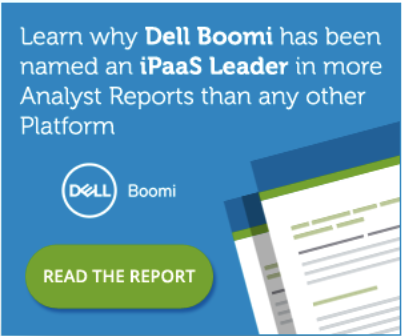 Learn why Dell Boomi has been
named an iPaaS Leader in more
Analyst Reports than any other
Platform
DELL Boomi
READ THE REPORT